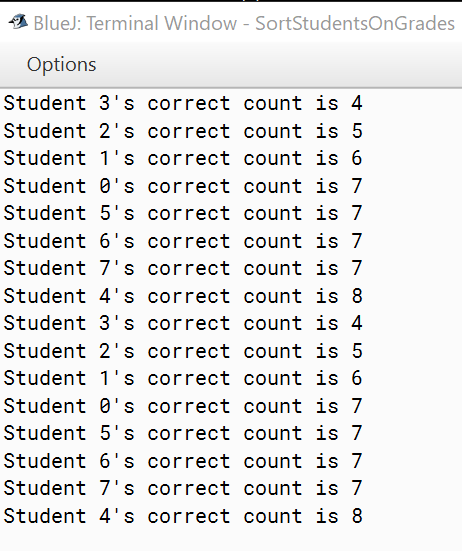 BlueJ: Terminal Window - SortStudentsOnGrades
Options
Student 3's correct count is 4
Student 2's correct count is 5
Student 1's correct count is 6
Student 0's correct count is 7
Student 5's correct count is 7
Student 6's correct count is 7
Student 7's correct count is 7
Student 4's correct count is 8
Student 3's correct count is 4
Student 2's correct count is 5
Student 1's correct count is 6
Student 0's correct count is 7
Student 5's correct count is 7
Student 6's correct count is 7
Student 7's correct count is 7
Student 4's correct count is 8